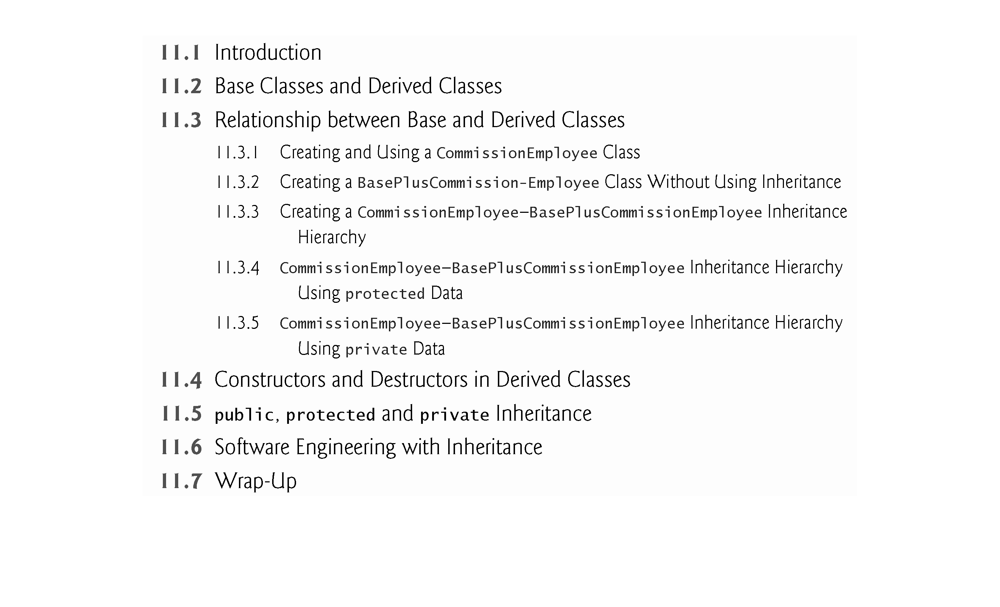 11.1 Introduction
11.2 Base Classes and Derived Classes
11.3 Relationship between Base and Derived Classes
11.3.1 Creating and Using a CommissionEmployee Class
11.3.2 Creating a BasePlusCommission-Employee Class Without Using Inheritance
11.3.3 Creating a CommissionEmployee–BasePlusCommissionEmployee Inheritance
Hierarchy
11.3.4 CommissionEmployee–BasePlusCommissionEmployee Inheritance Hierarchy
Using protected Data
11.3.5 CommissionEmployee–BasePlusCommissionEmployee Inheritance Hierarchy
Using private Data
11.4 Constructors and Destructors in Derived Classes
11.5 public, protected and private Inheritance
11.6 Software Engineering with Inheritance
11.7 Wrap-Up